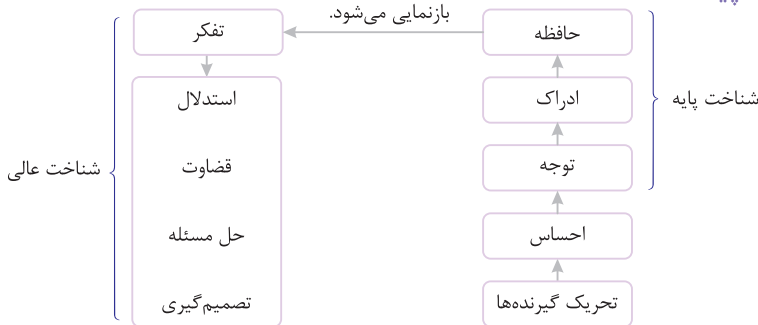 بازنمایی می‌شود.
حافظه
تفکر
ادراک
شناخت پایه
استدلال
توجه
قضاوت
شناخت عالی
احساس
حل مسئله
تحریک گیرنده‌ها
تصمیم‌گیری